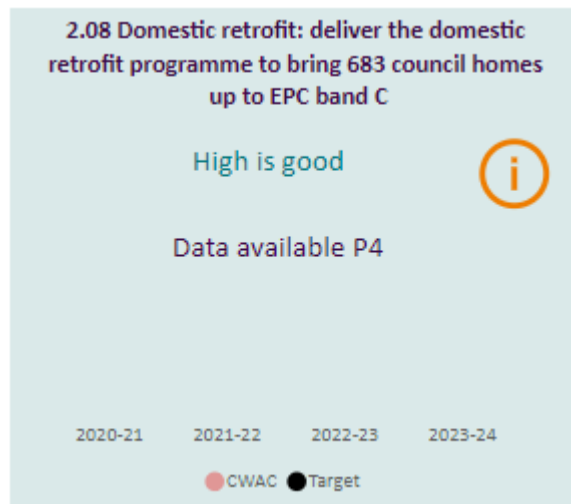 2.08 Domestic retrofit: deliver the domestic
retrofit programme to bring 683 council homes
up to EPC band C
High is good
i
Data available P4
2020-21 2021-22 2022-23 2023-24
CWAC Target